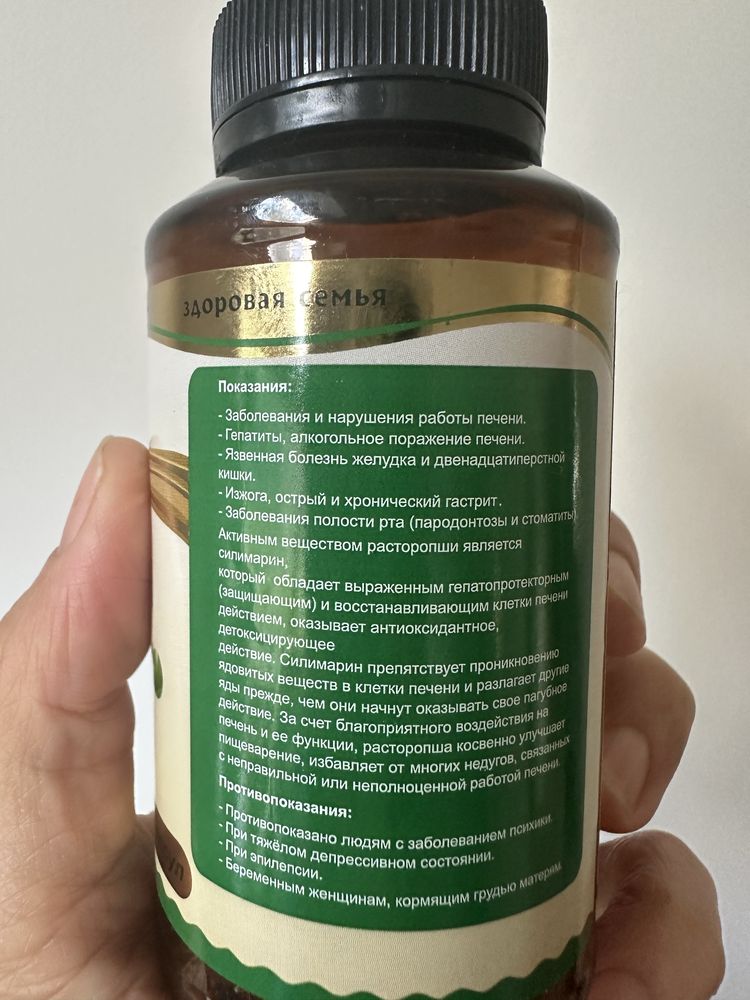 здоровая семья
Показания:
- Заболевания и нарушения работы печени.
- Гепатиты, алкогольное поражение печени.
- Язвенная болезнь желудка и двенадцатиперстной
кишки.
- Изжога, острый и хронический гастрит.
- Заболевания полости рта (пародонтозы и стоматиты)
Активным веществом расторопши является
силимарин,
который обладает выраженным гепатопротекторным
(защищающим) и восстанавливающим клетки печени
действием, оказывает антиоксидантное,
детоксицирующее
действие. Силимарин препятствует проникновению
ядовитых веществ в клетки печени и разлагает другие
яды прежде, чем они начнут оказывать свое пагубное
действие. За счет благоприятного воздействия на
печень и ее функции, расторопша косвенно улучшает
пищеварение, избавляет от многих недугов, связанных
с неправильной или неполноценной работой печени.
Противопоказания:
- Противопоказано людям с заболеванием психики.
- При тяжёлом депрессивном состоянии.
- При эпилепсии.
- Беременным женщинам, кормящим грудью матерям.